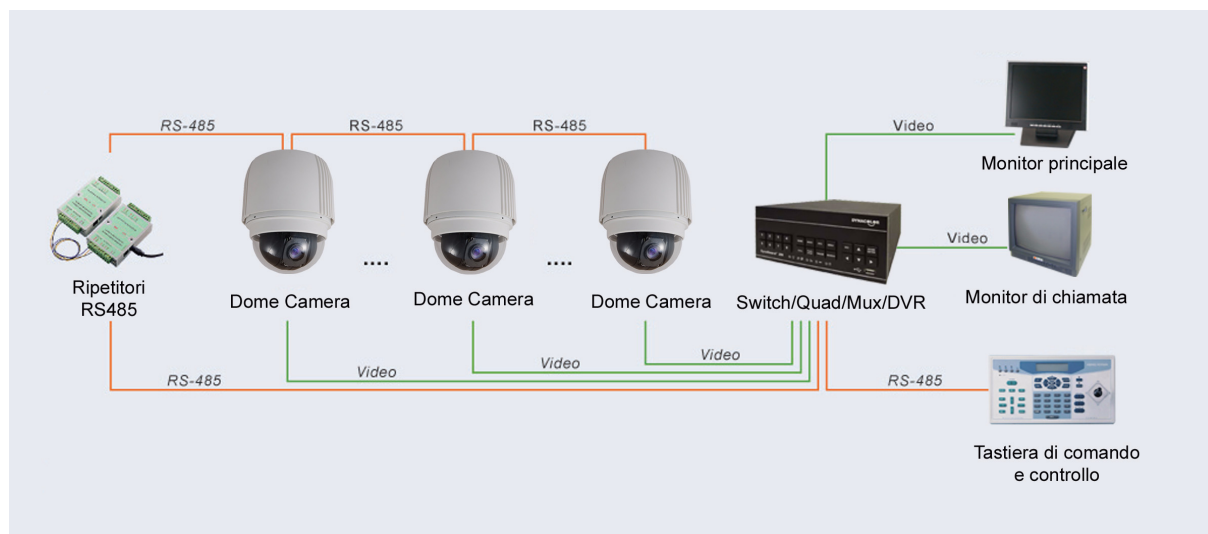 RS-485
RS-485
RS-485
Video
Monitor principale
Video
Monitor di chiamata
Ripetitori
RS485
Dome Camera
....
Dome Camera
....
Dome Camera
Switch/Quad/Mux/DVR
Video
Video
Video
RS-485
RS-485
Tastiera di comando
e controllo